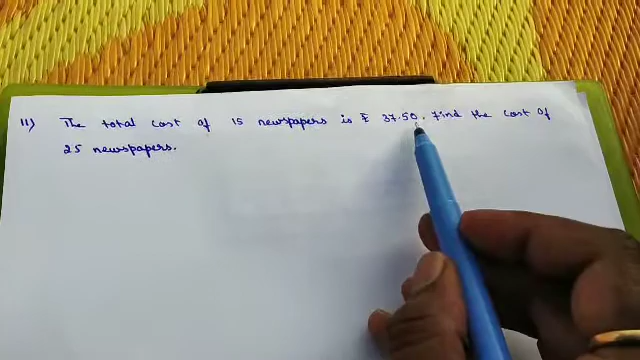 11) The total cost of 15 newspapers is ₹ 37.50. Find the cost of
25 newspapers.